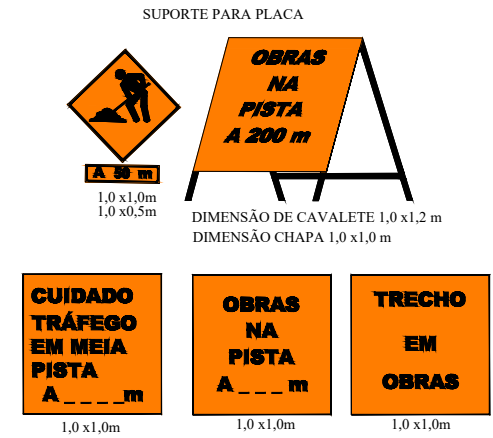 SUPORTE PARA PLACA
OBRAS
NA
PISTA
A 200 m
A 50 m
1,0 x1,0m
1,0 x0,5m
DIMENSÃO DE CAVALETE 1,0 x1,2 m
DIMENSÃO CHAPA 1,0 x1,0 m
CUIDADO
TRÁFEGO
EM MEIA
PISTA
A _ _ _ _m
1,0 x1,0m
OBRAS
NA
PISTA
A _ _ _ m
1,0 x1,0m
TRECHO
EM
OBRAS
1,0 x1,0m